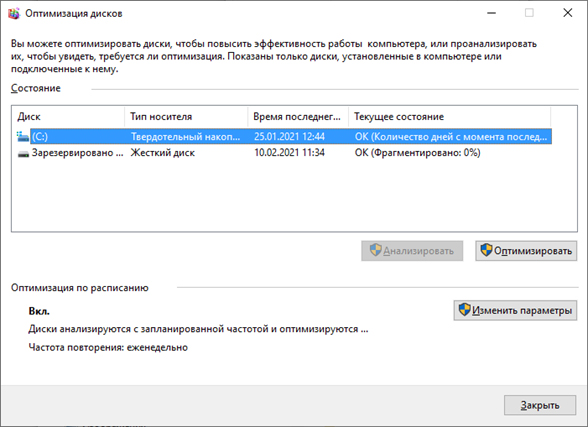 Оптимизация дисков
Вы можете оптимизировать диски, чтобы повысить эффективность работы компьютера, или проанализировать
их, чтобы увидеть, требуется ли оптимизация. Показаны только диски, установленные в компьютере или
подключенные к нему.
Состояние
Диск Тип носителя Время последнег... Текущее состояние
(C:) Твердотельный накоп... 25.01.2021 12:44 ОК (Количество дней с момента послед...
Зарезервировано ... Жесткий диск 10.02.2021 11:34 ОК (Фрагментировано: 0%)
Анализировать Оптимизировать
Оптимизация по расписанию
Вкл. Изменить параметры
Диски анализируются с запланированной частотой и оптимизируются ...
Частота повторения: еженедельно
Закрыть